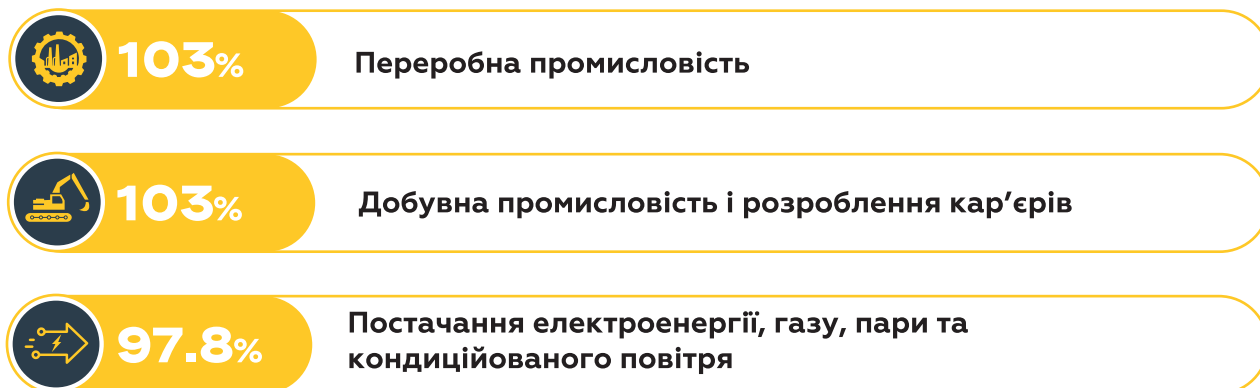 103% Переробна промисловість
103% Добувна промисловість і розроблення кар’єрів
97.8% Постачання електроенергії, газу, пари та
кондиційованого повітря